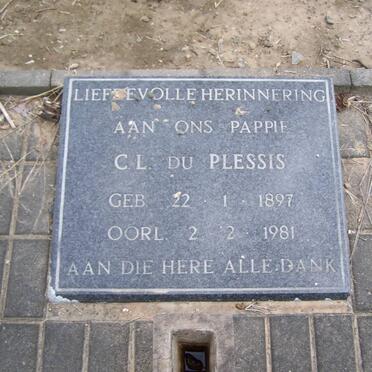 LIEFDEVOLLE HERINNERING
AAN ONS PAPPIE
C.L. DU PLESSIS
GEB. 22 · 1 · 1897
OORL. 2 · 2 · 1981
AAN DIE HERE ALLE DANK